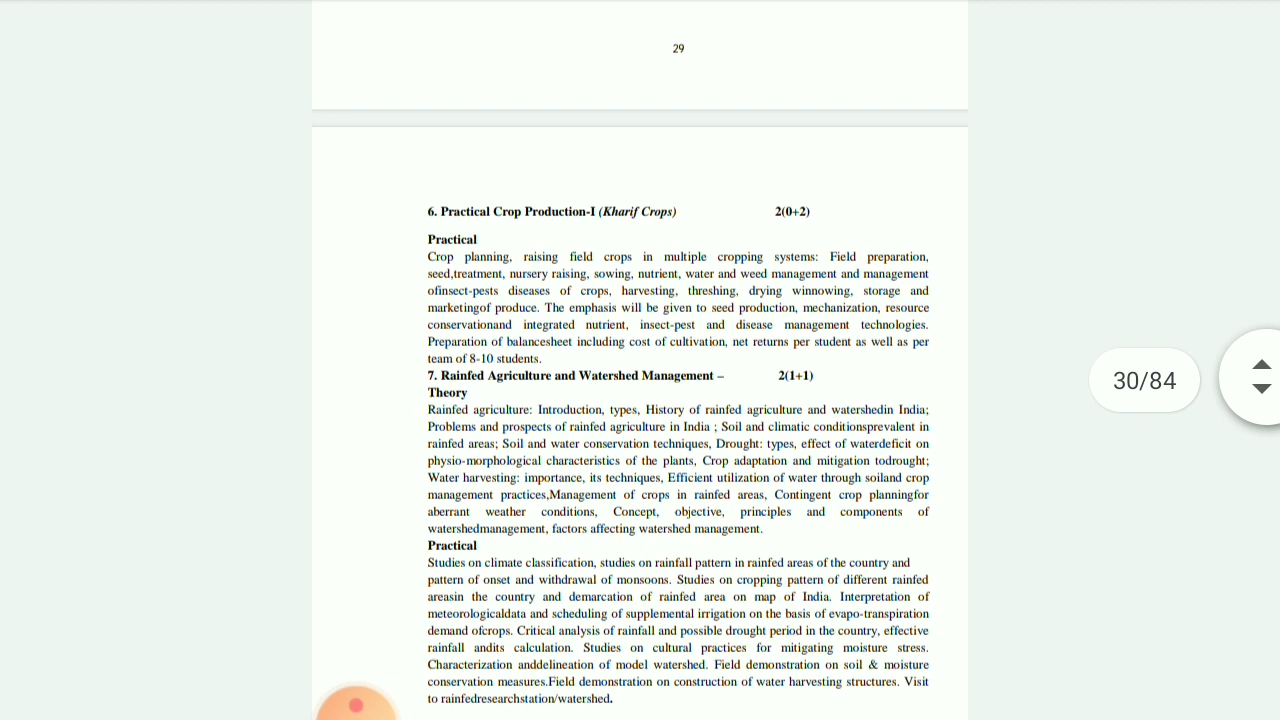 29
6. Practical Crop Production-I (Kharif Crops) 2(0+2)
Practical
Crop planning, raising field crops in multiple cropping systems: Field preparation,
seed,treatment, nursery raising, sowing, nutrient, water and weed management and management
ofinsect-pests diseases of crops, harvesting, threshing, drying winnowing, storage and
marketingof produce. The emphasis will be given to seed production, mechanization, resource
conservationand integrated nutrient, insect-pest and disease management technologies.
Preparation of balancesheet including cost of cultivation, net returns per student as well as per
team of 8-10 students.
7. Rainfed Agriculture and Watershed Management – 2(1+1)
Theory
Rainfed agriculture: Introduction, types, History of rainfed agriculture and watershedin India;
Problems and prospects of rainfed agriculture in India ; Soil and climatic conditionsprevalent in
rainfed areas; Soil and water conservation techniques, Drought: types, effect of waterdeficit on
physio-morphological characteristics of the plants, Crop adaptation and mitigation todrought;
Water harvesting: importance, its techniques, Efficient utilization of water through soiland crop
management practices,Management of crops in rainfed areas, Contingent crop planningfor
aberrant weather conditions, Concept, objective, principles and components of
watershedmanagement, factors affecting watershed management.
Practical
Studies on climate classification, studies on rainfall pattern in rainfed areas of the country and
pattern of onset and withdrawal of monsoons. Studies on cropping pattern of different rainfed
areasin the country and demarcation of rainfed area on map of India. Interpretation of
meteorologicaldata and scheduling of supplemental irrigation on the basis of evapo-transpiration
demand ofcrops. Critical analysis of rainfall and possible drought period in the country, effective
rainfall andits calculation. Studies on cultural practices for mitigating moisture stress.
Characterization anddelineation of model watershed. Field demonstration on soil & moisture
conservation measures.Field demonstration on construction of water harvesting structures. Visit
to rainfedresearchstation/watershed.
30/84